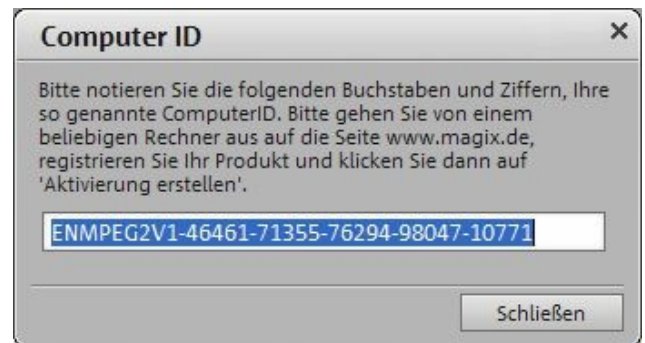 Computer ID
Bitte notieren Sie die folgenden Buchstaben und Ziffern, Ihre
so genannte ComputerID. Bitte gehen Sie von einem
beliebigen Rechner aus auf die Seite www.magix.de,
registrieren Sie Ihr Produkt und klicken Sie dann auf
'Aktivierung erstellen'.
ENMPEG2V1-46461-71355-76294-98047-10771
Schließen